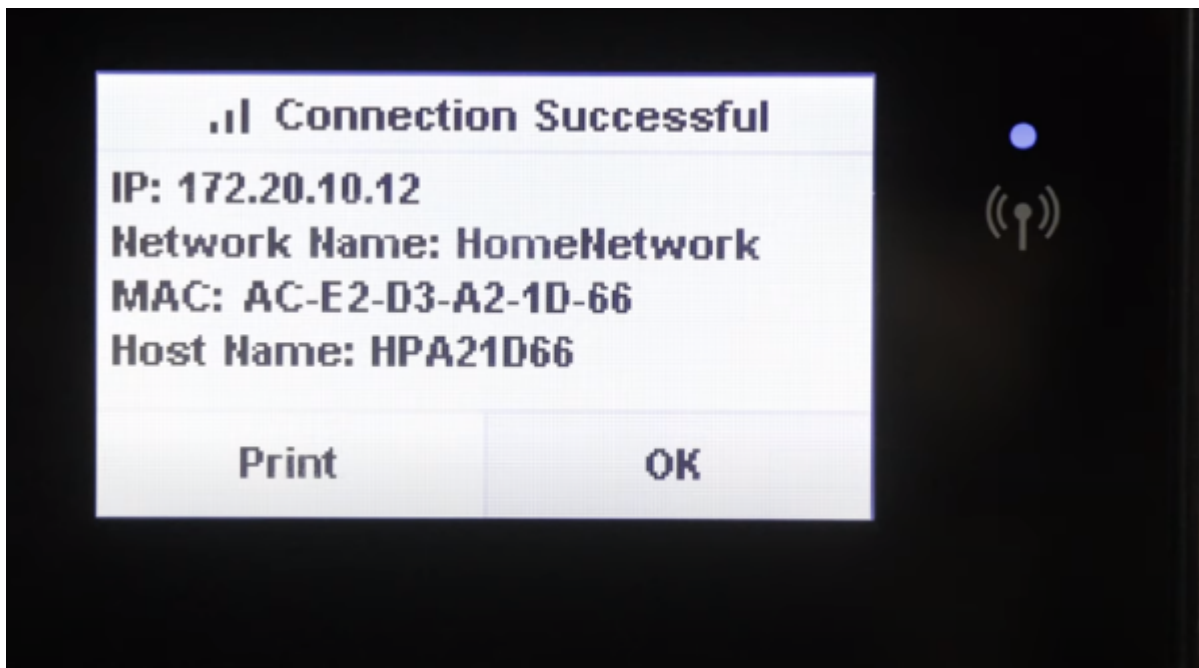 Connection Successful
IP: 172.20.10.12
Network Name: HomeNetwork
MAC: AC-E2-D3-A2-1D-66
Host Name: HPA21D66
Print OK